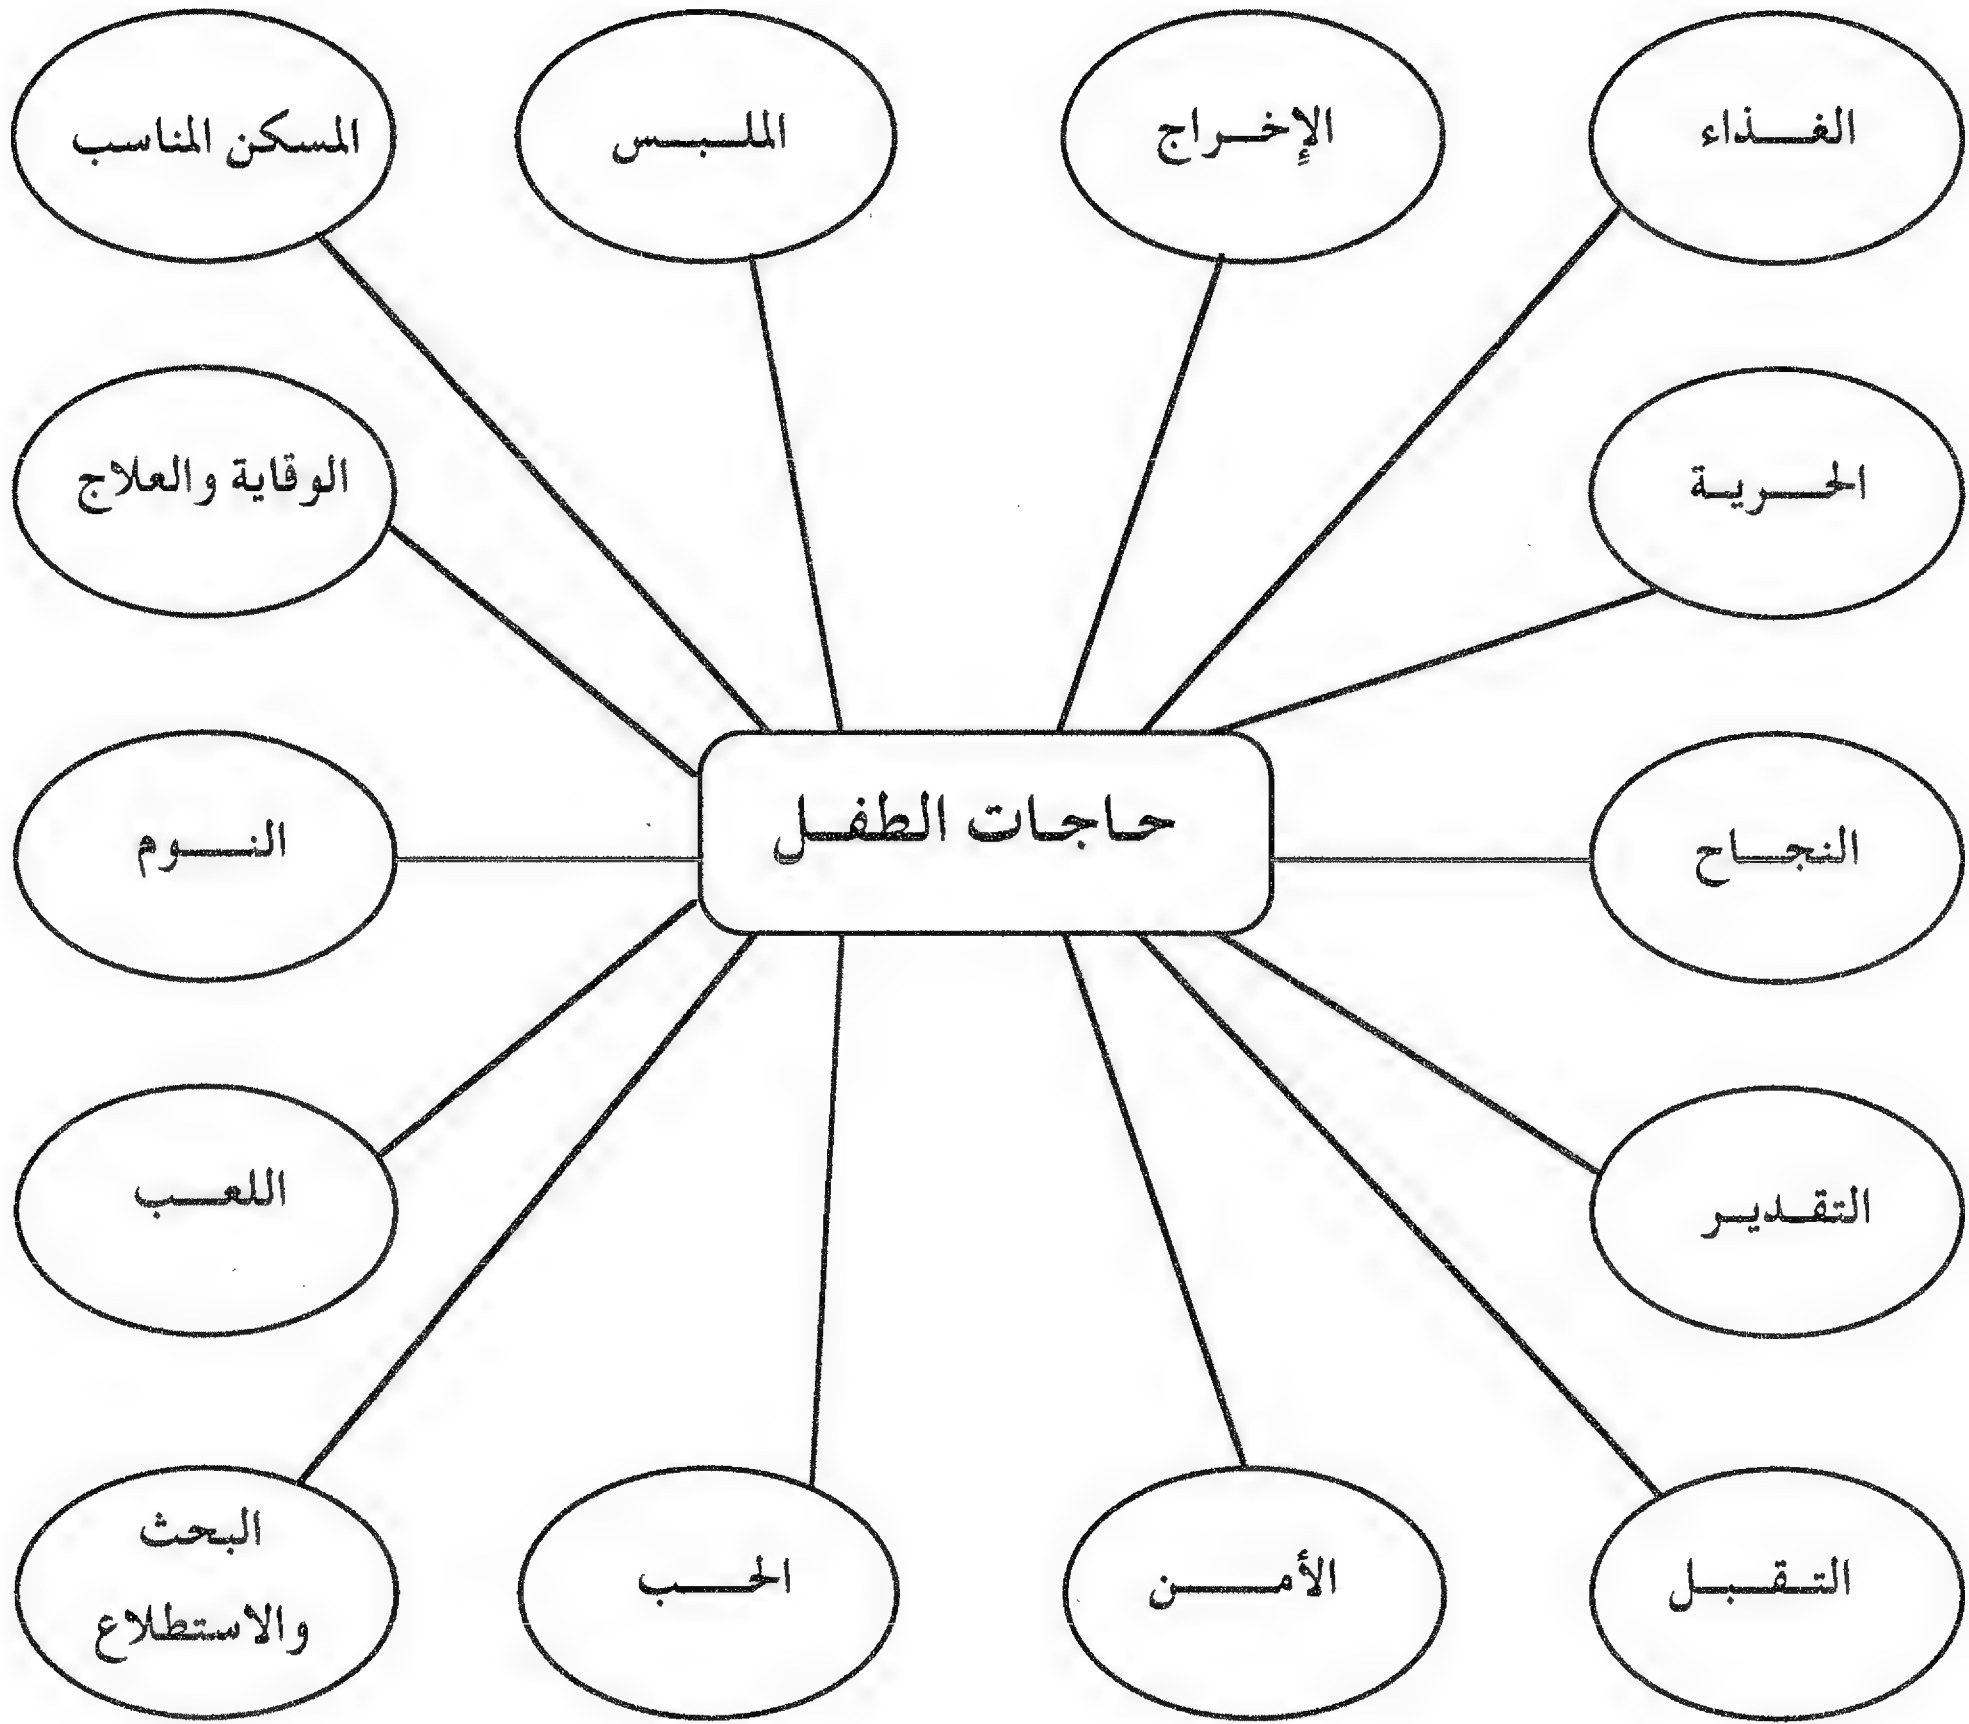 الغذاء
الإخراج
الملبس
المسكن المناسب
الحرية
الوقاية والعلاج
حاجات الطفل
النجاح
النوم
التقدير
اللعب
التقبل
الأمن
الحب
البحث
والاستطلاع